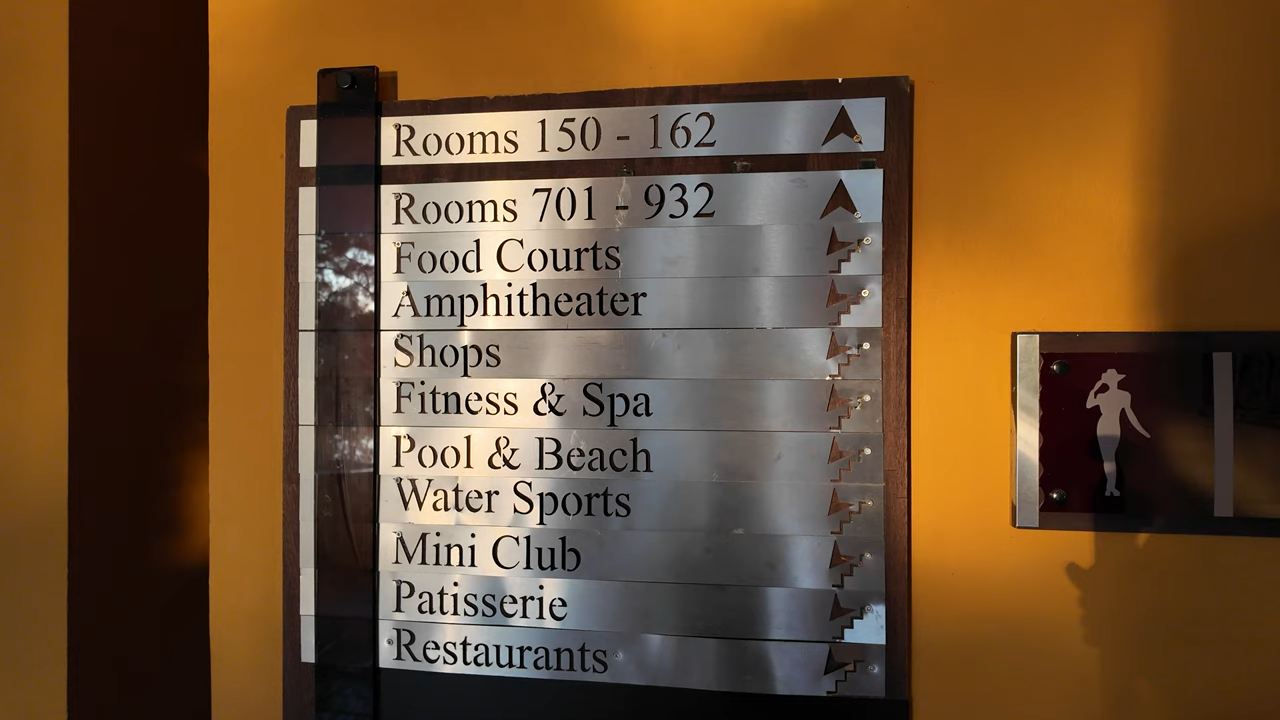 Rooms 150 - 162
Rooms 701 - 932
Food Courts
Amphitheater
Shops
Fitness & Spa
Pool & Beach
Water Sports
Mini Club
Patisserie
Restaurants